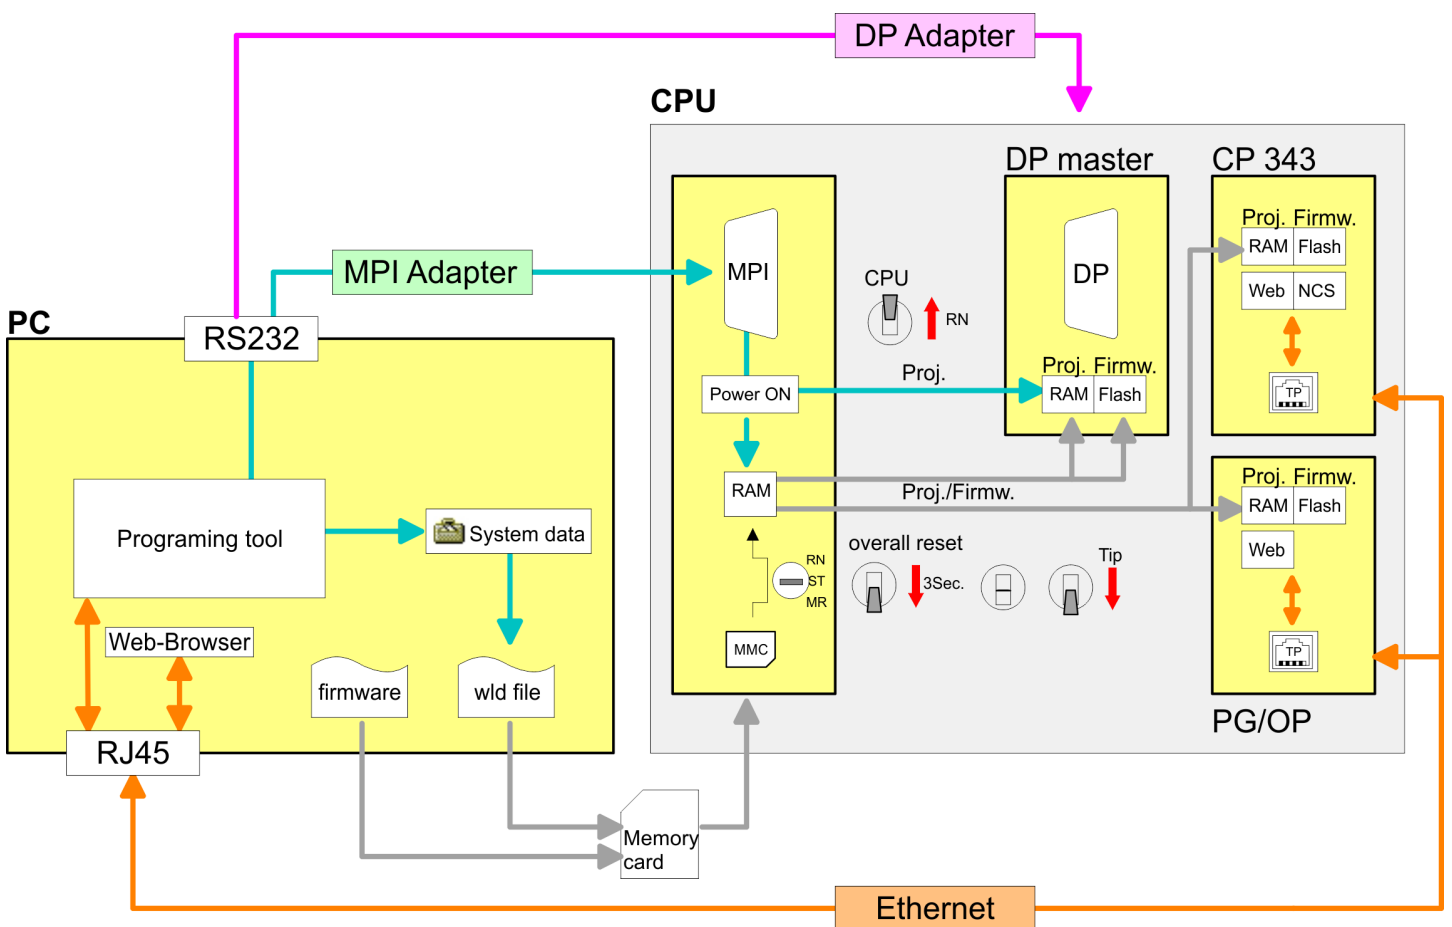 DP Adapter
CPU
DP master
CP 343
MPI Adapter
PC
RS232
MPI
CPU
RN
DP
Proj. Firmw.
RAM Flash
Web NCS
TP
Proj.
Proj. Firmw.
RAM Flash
Power ON
RAM
Proj./Firmw.
Proj. Firmw.
RAM Flash
Web
TP
PG/OP
Programing tool
System data
RN
ST
MR
overall reset
3Sec.
Tip
MMC
Web-Browser
firmware
wld file
RJ45
Memory
card
Ethernet